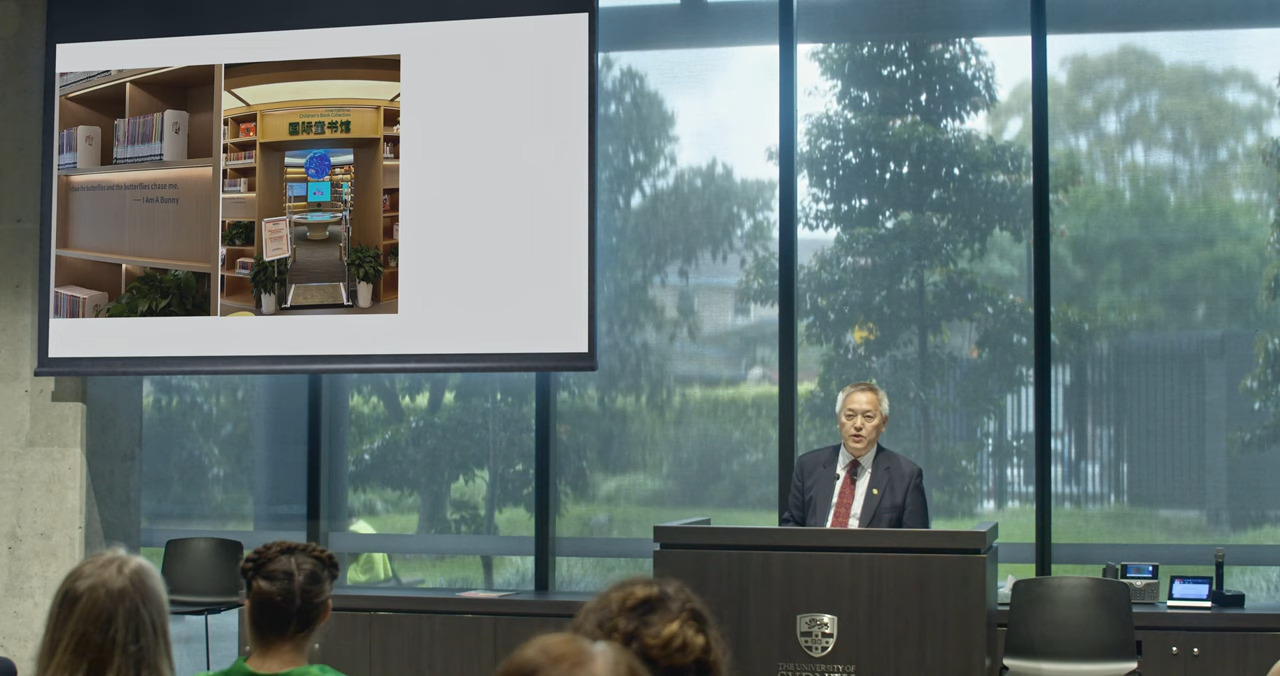 the butterflies and the butterflies chase me.
— I Am A Bunny
Children's Book Collection
国际童书馆
THE UNIVERSITY OF
SYDNEY